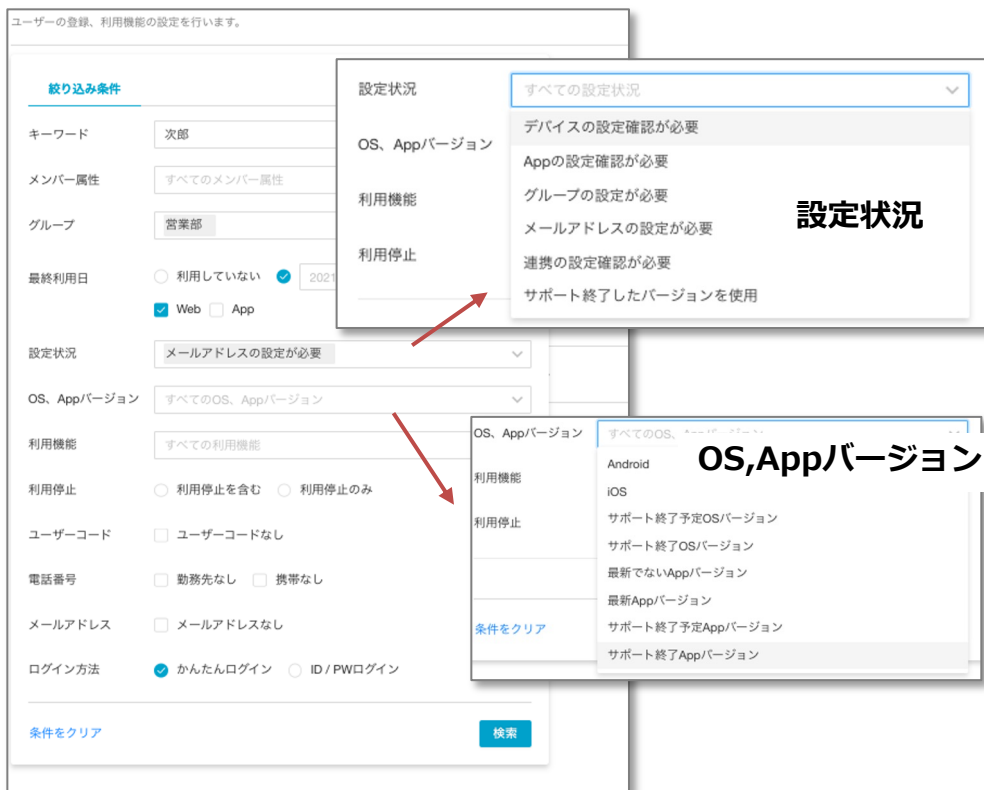 ユーザーの登録、利用機能の設定を行います。
絞り込み条件
キーワード 次郎
メンバー属性 すべてのメンバー属性
グループ 営業部
最終利用日 利用していない 2021
Web App
設定状況 メールアドレスの設定が必要
OS、Appバージョン すべてのOS、Appバージョン
利用機能 すべての利用機能
利用停止 利用停止を含む 利用停止のみ
ユーザーコード ユーザーコードなし
電話番号 勤務先なし 携帯なし
メールアドレス メールアドレスなし
ログイン方法 かんたんログイン ID / PWログイン
条件をクリア 検索
設定状況 すべての設定状況
OS、Appバージョン
利用機能
利用停止
デバイスの設定確認が必要
Appの設定確認が必要
グループの設定が必要
メールアドレスの設定が必要
連携の設定確認が必要
サポート終了したバージョンを使用
設定状況
OS、Appバージョン すべてのOS、
利用機能
利用停止
条件をクリア
Android
iOS
サポート終了予定OSバージョン
サポート終了OSバージョン
最新でないAppバージョン
最新Appバージョン
サポート終了予定Appバージョン
サポート終了Appバージョン
OS,Appバージョン